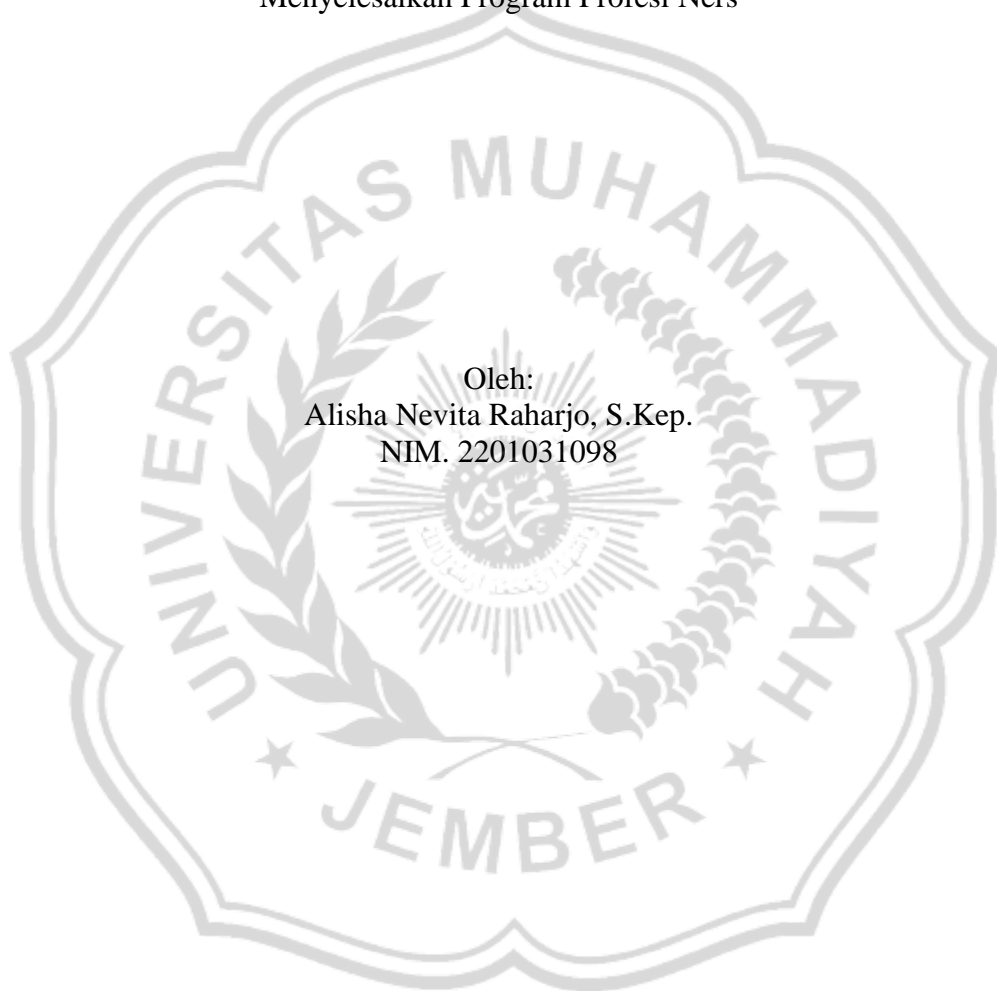 Menyelesaikan Program Profesi Ners
UNIVERSITAS MUHAMMADIYAH
Oleh:
Alisha Nevita Raharjo, S.Kep.
NIM. 2201031098
JEMBER